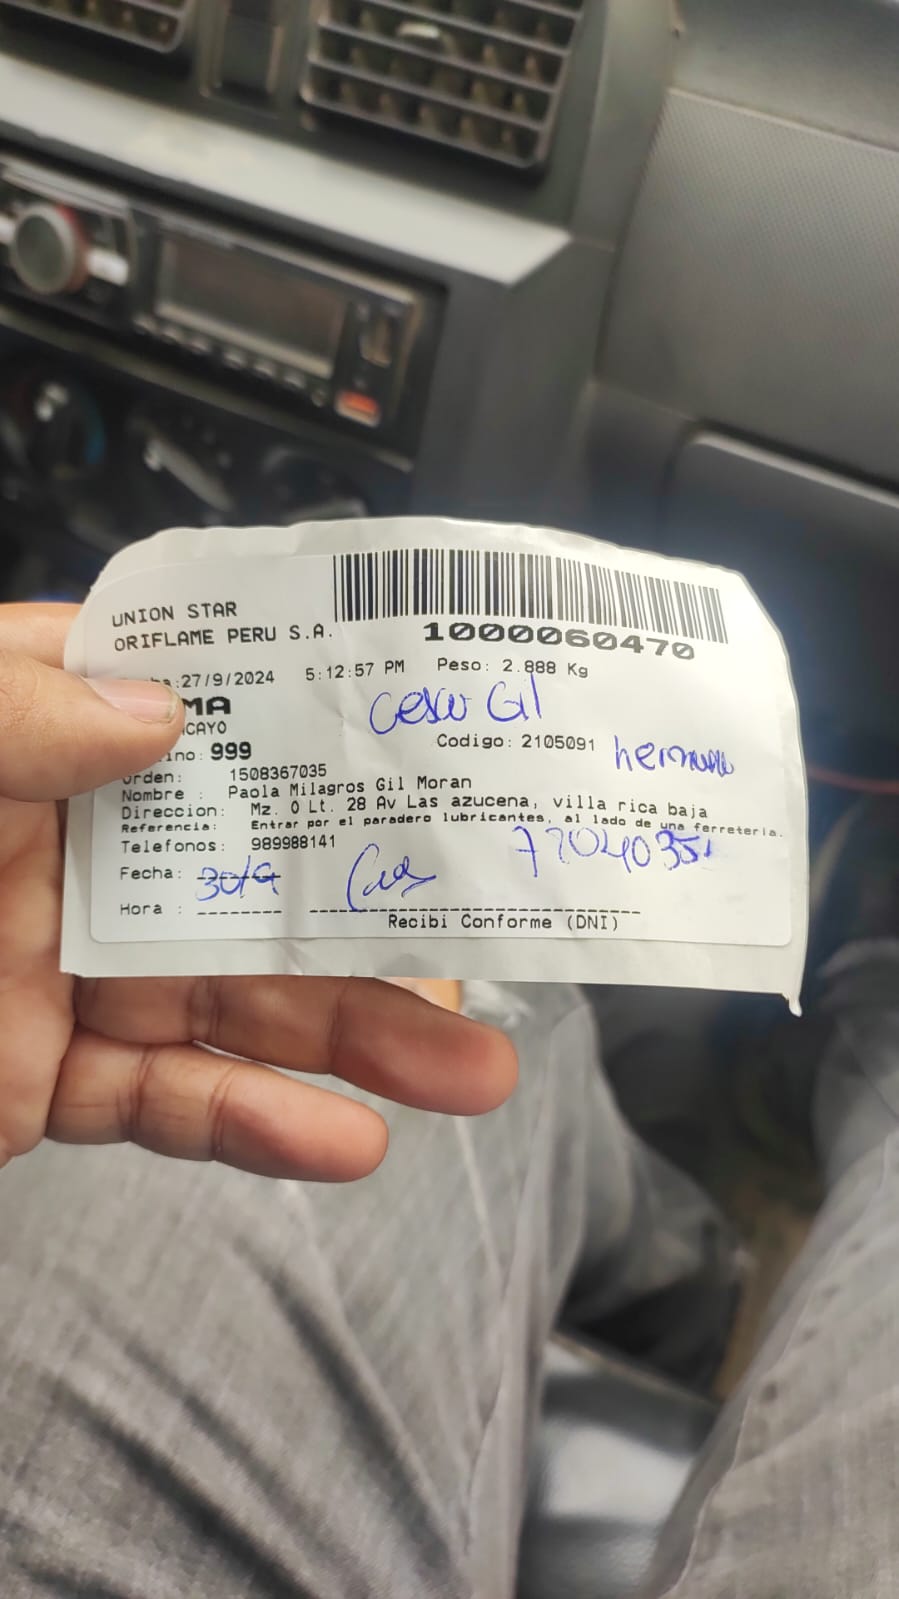 UNION STAR
ORIFLAME PERU S.A.
1000060470
:27/9/2024 5:12:57 PM Peso: 2.888 Kg
MA
CAYO
Gil
ino: 999 Codigo: 2105091
Orden: 1508367035
Nombre : Paola Milagros Gil Moran
Direccion: Mz. O Lt. 28 Av Las azucena, villa rica baja
Referencia: Entrar por el paradero lubricantes, al lado de una ferreteria.
Telefonos: 989988141
77040351
Fecha: 30/9
Hora :
Recibi Conforme (DNI)